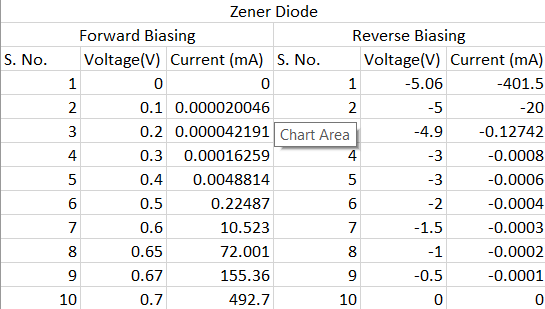 Zener Diode
Forward Biasing Reverse Biasing
S. No. Voltage(V) Current (mA) S. No. Voltage(V) Current (mA)
1 0 0 1 -5.06 -401.5
2 0.1 0.000020046 2 -5 -20
3 0.2 0.000042191 Chart Area -4.9 -0.12742
4 0.3 0.00016259 4 -3 -0.0008
5 0.4 0.0048814 5 -3 -0.0006
6 0.5 0.22487 6 -2 -0.0004
7 0.6 10.523 7 -1.5 -0.0003
8 0.65 72.001 8 -1 -0.0002
9 0.67 155.36 9 -0.5 -0.0001
10 0.7 492.7 10 0 0